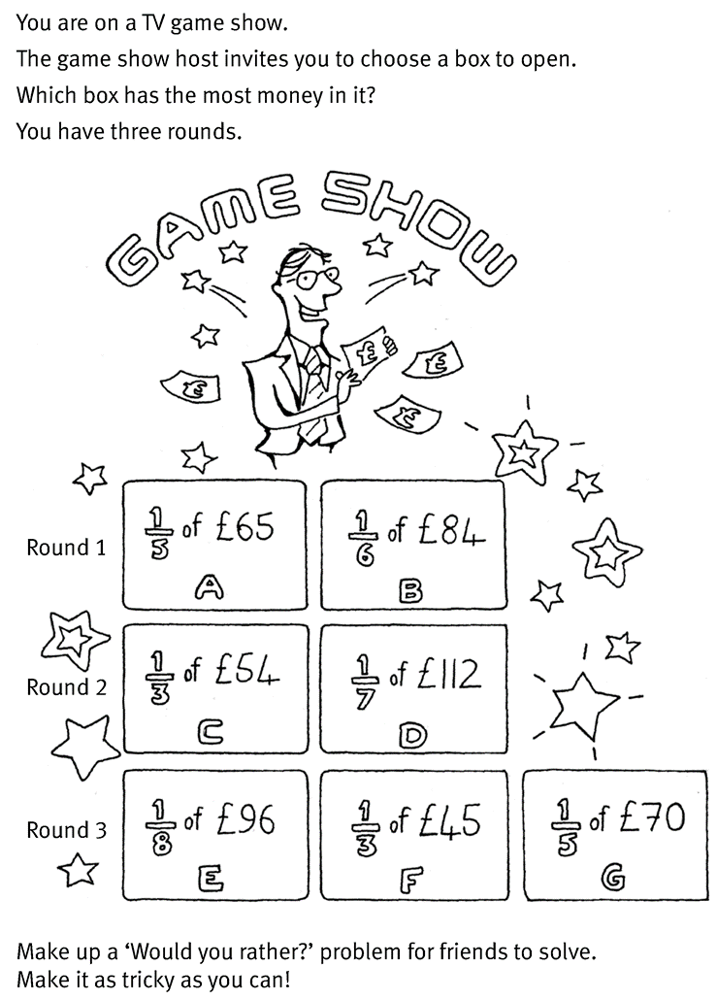 You are on a TV game show.
The game show host invites you to choose a box to open.
Which box has the most money in it?
You have three rounds.
GAME SHOW
£
£
£
£
Round 1
1/5 of £65
A
1/6 of £84
B
Round 2
1/3 of £54
C
1/7 of £112
D
Round 3
1/8 of £96
E
1/3 of £45
F
1/5 of £70
G
Make up a ‘Would you rather?’ problem for friends to solve.
Make it as tricky as you can!